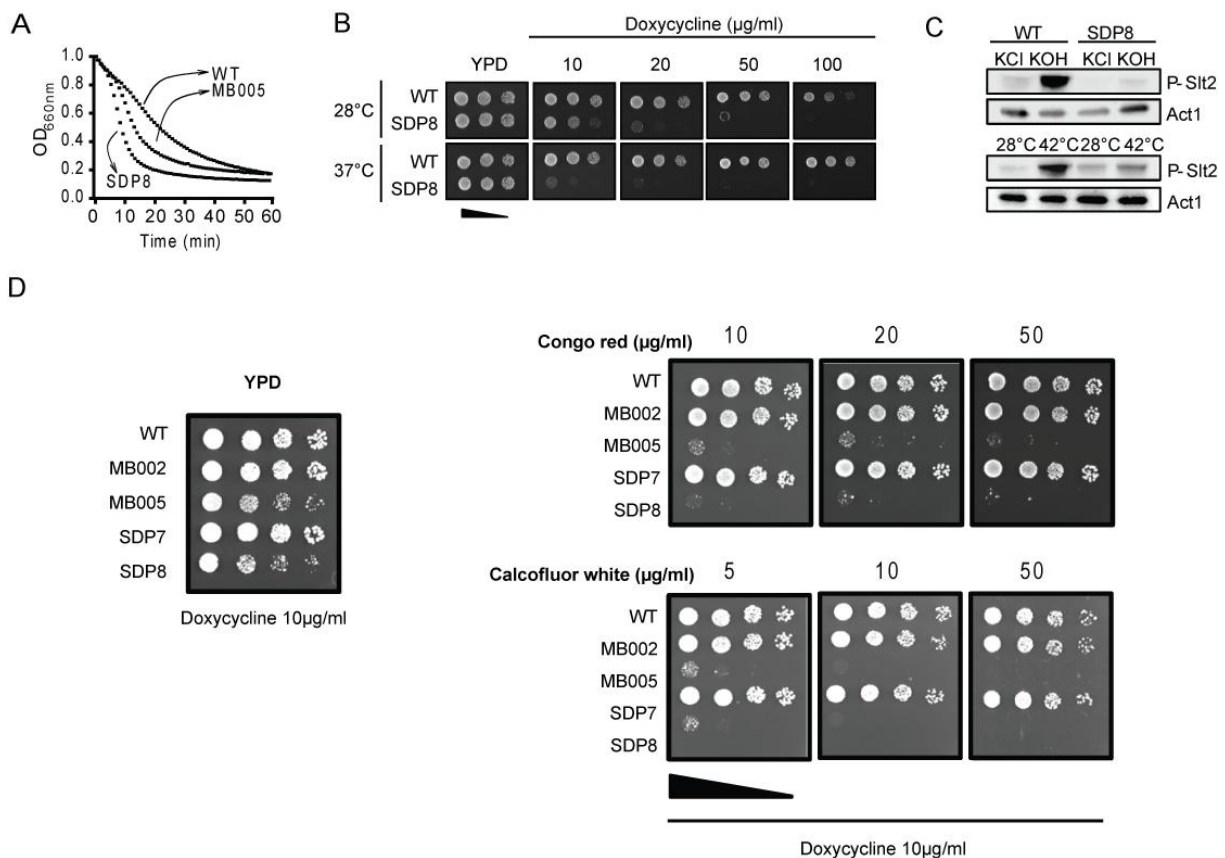 A
OD660nm
1.0
0.8
0.6
0.4
0.2
0.0
WT
MB005
SDP8
0 10 20 30 40 50 60
Time (min)
B
Doxycycline (µg/ml)
YPD 10 20 50 100
28°C
WT
SDP8
37°C
WT
SDP8
C
WT SDP8
KCl KOH KCl KOH
P- Slt2
Act1
28°C 42°C 28°C 42°C
P- Slt2
Act1
D
YPD
WT
MB002
MB005
SDP7
SDP8
Doxycycline 10µg/ml
Congo red (µg/ml) 10 20 50
WT
MB002
MB005
SDP7
SDP8
Calcofluor white (µg/ml) 5 10 50
WT
MB002
MB005
SDP7
SDP8
Doxycycline 10µg/ml